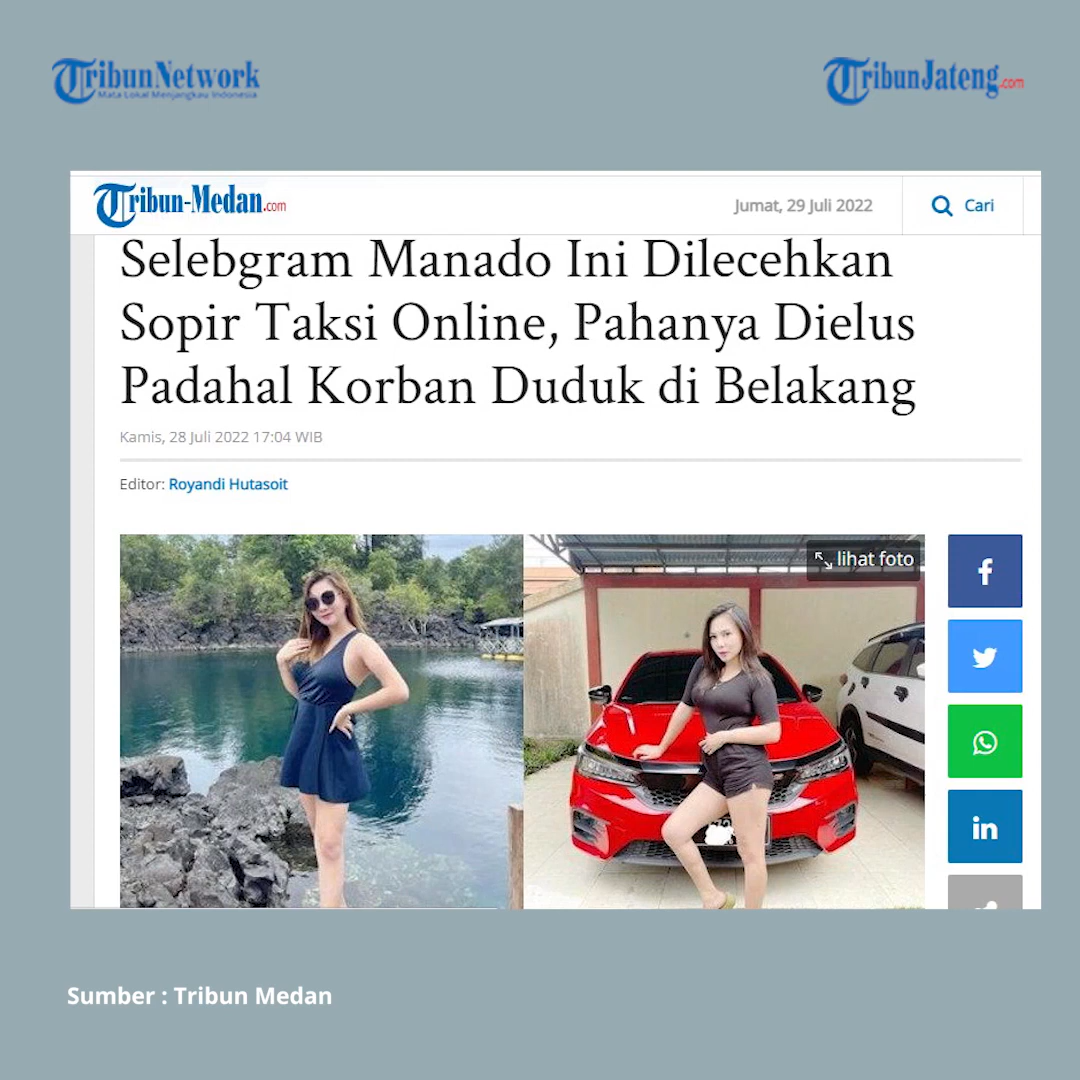 TribunNetwork
Mata Lokal Menjangkau Indonesia
TribunJateng.com
Tribun-Medan.com
Jumat, 29 Juli 2022
Cari
Selebgram Manado Ini Dilecehkan
Sopir Taksi Online, Pahanya Dielus
Padahal Korban Duduk di Belakang
Kamis, 28 Juli 2022 17:04 WIB
Editor: Royandi Hutasoit
lihat foto
f
in
Sumber : Tribun Medan